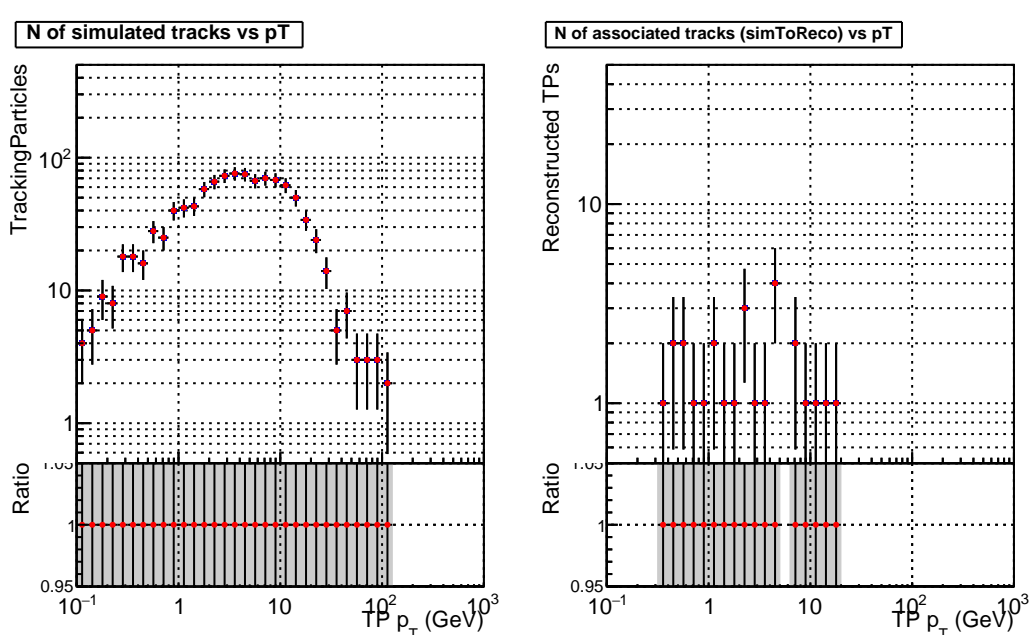 N of simulated tracks vs pT
TrackingParticles
10²
10
1
Ratio
1.05
1
0.95
10⁻¹
1
10
10²
10³
TP p_T (GeV)
N of associated tracks (simToReco) vs pT
Reconstructed TPs
10
1
Ratio
1.05
1
0.95
10⁻¹
1
10
10²
10³
TP p_T (GeV)